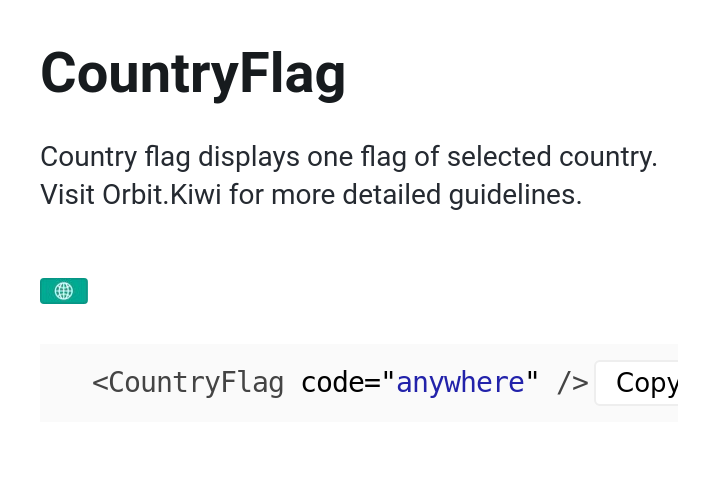 CountryFlag
Country flag displays one flag of selected country.
Visit Orbit.Kiwi for more detailed guidelines.
<CountryFlag code="anywhere" /> Copy